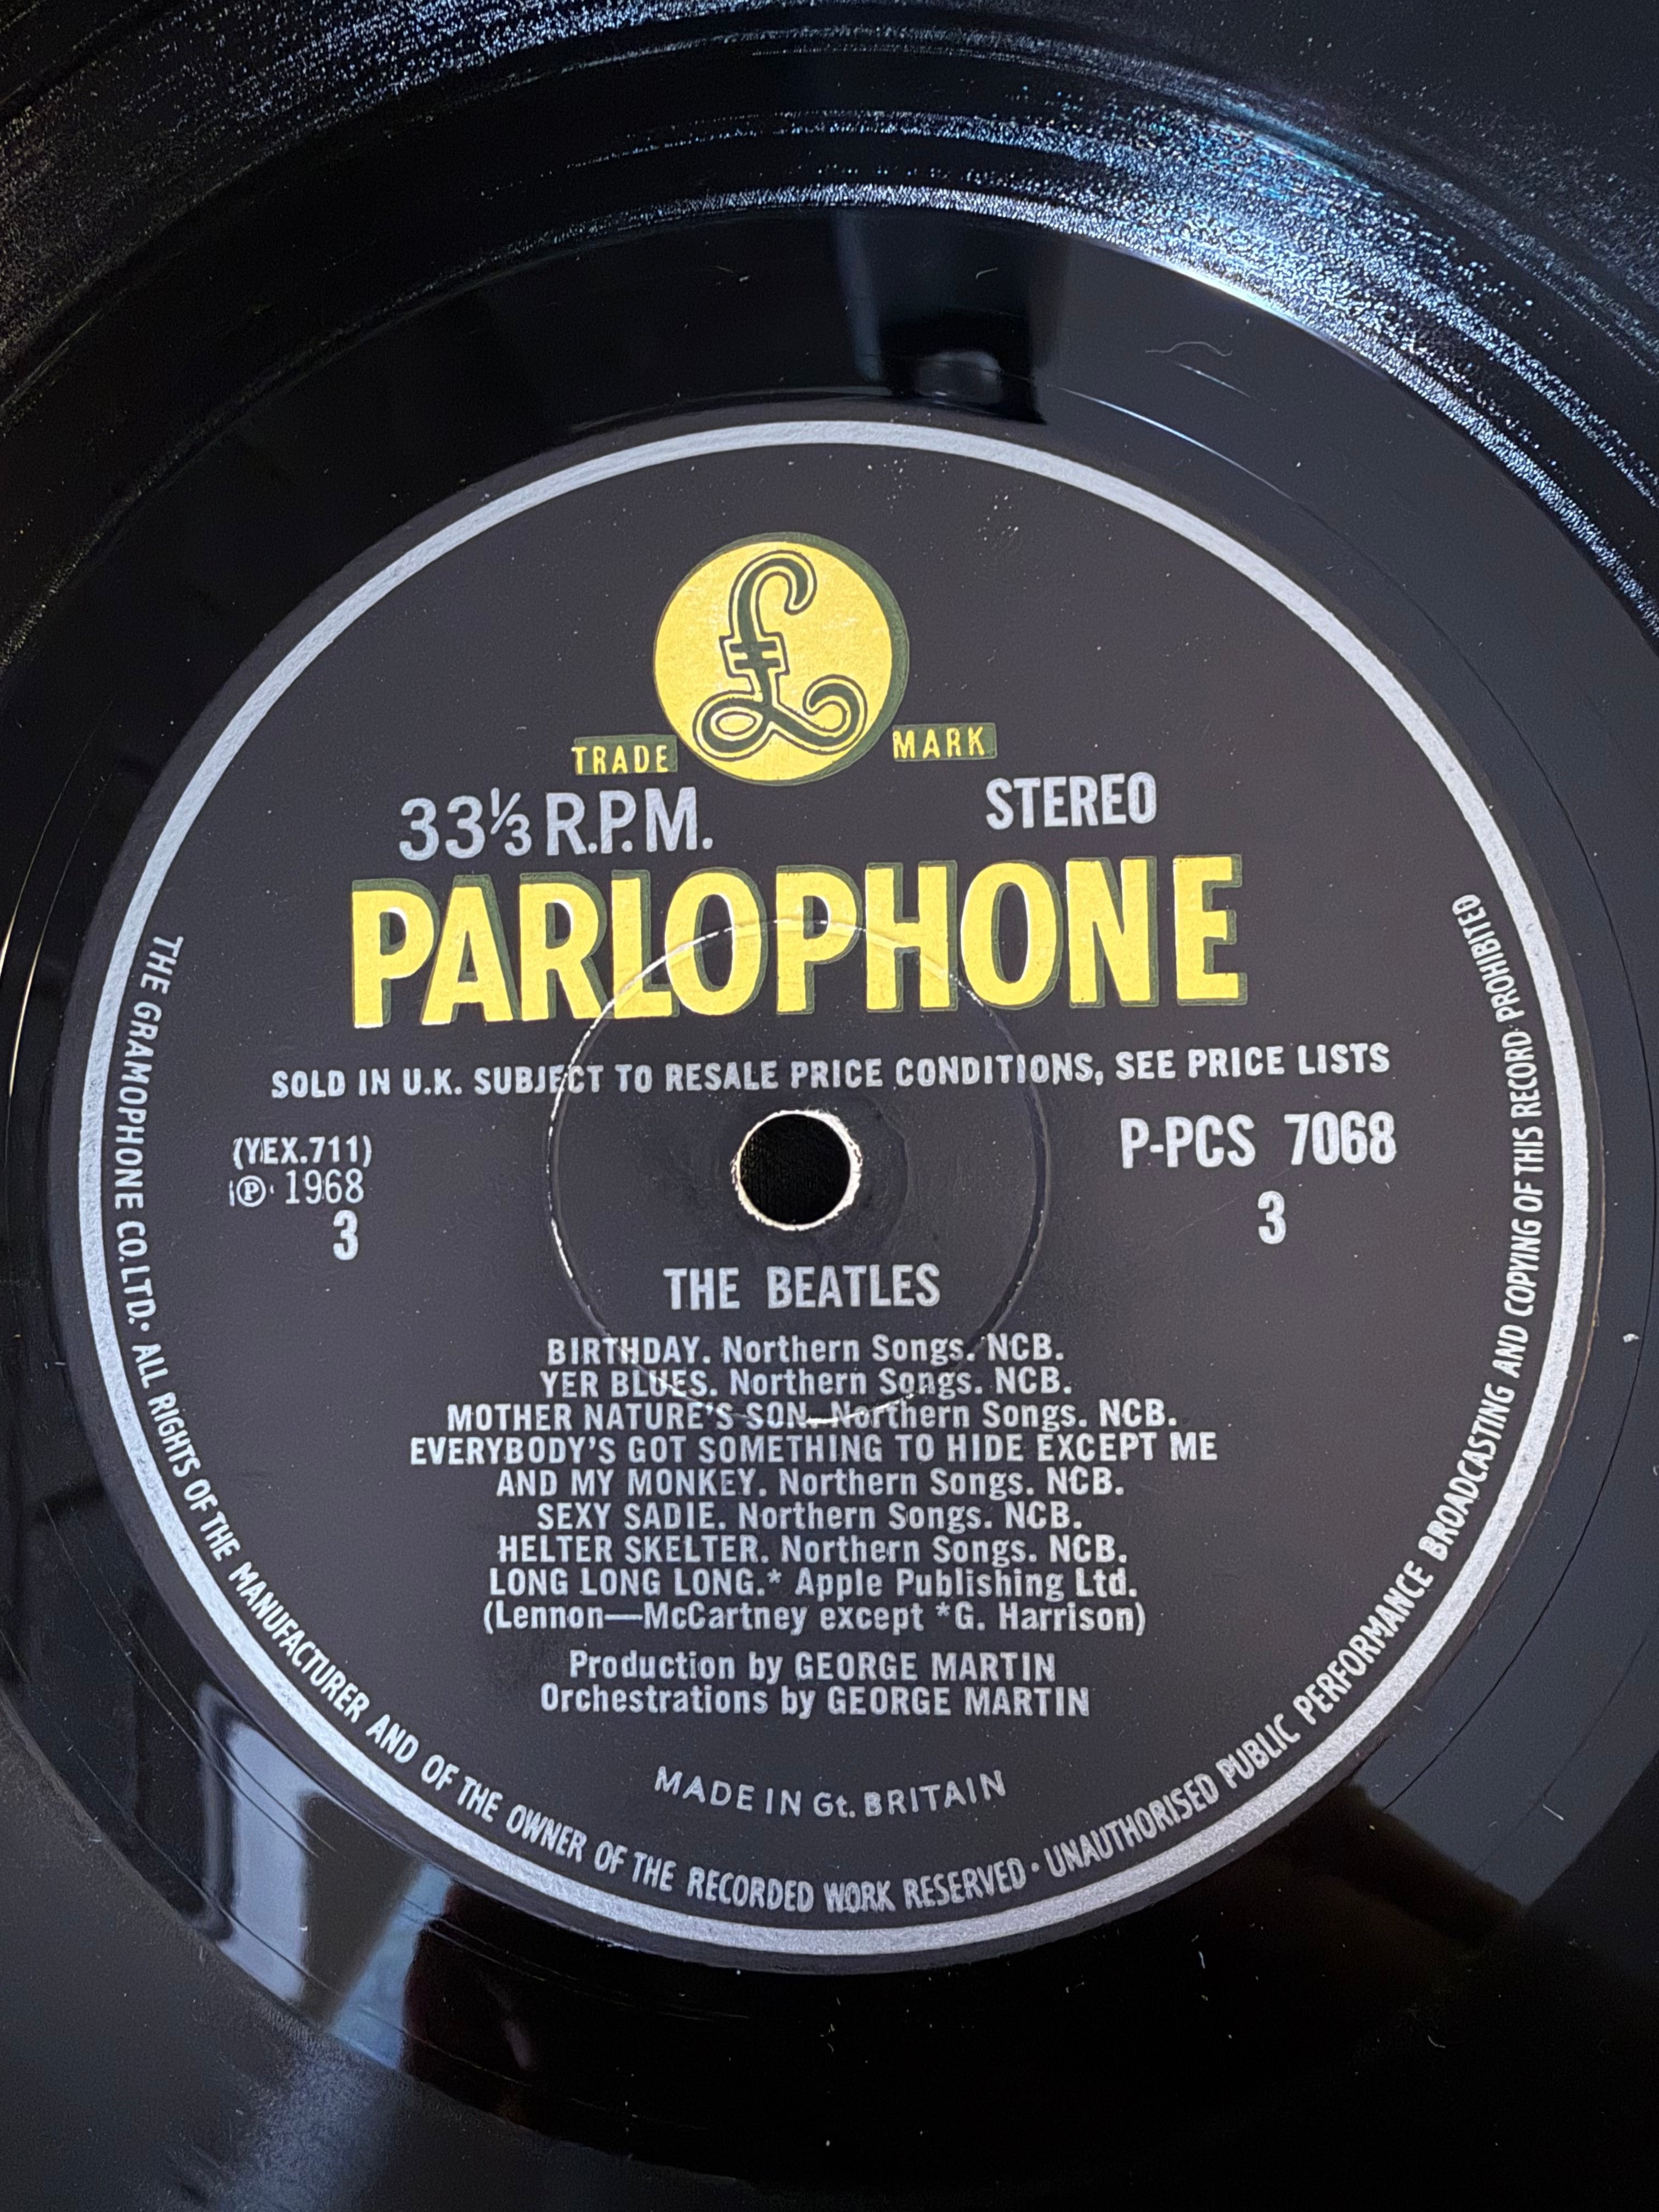 £
TRADE MARK
33⅓ R.P.M. STEREO
PARLOPHONE
SOLD IN U.K. SUBJECT TO RESALE PRICE CONDITIONS, SEE PRICE LISTS
(YEX.711) P-PCS 7068
Ⓟ 1968
3 3
THE BEATLES
BIRTHDAY. Northern Songs. NCB.
YER BLUES. Northern Songs. NCB.
MOTHER NATURE'S SON. Northern Songs. NCB.
EVERYBODY'S GOT SOMETHING TO HIDE EXCEPT ME
AND MY MONKEY. Northern Songs. NCB.
SEXY SADIE. Northern Songs. NCB.
HELTER SKELTER. Northern Songs. NCB.
LONG LONG LONG.* Apple Publishing Ltd.
(Lennon—McCartney except *G. Harrison)
Production by GEORGE MARTIN
Orchestrations by GEORGE MARTIN
MADE IN Gt. BRITAIN
THE GRAMOPHONE CO. LTD. • ALL RIGHTS OF THE MANUFACTURER AND OF THE OWNER OF THE RECORDED WORK RESERVED • UNAUTHORISED PUBLIC PERFORMANCE BROADCASTING AND COPYING OF THIS RECORD PROHIBITED